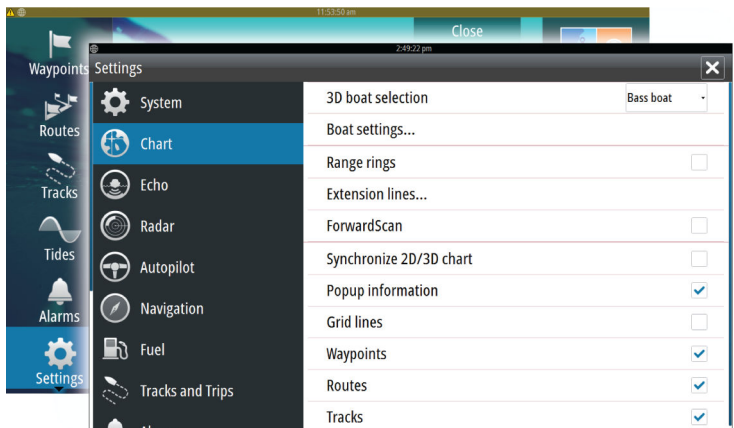 11:53:50 am
Close
Waypoints
Routes
Tracks
Tides
Alarms
Settings
2:49:22 pm
Settings
System
Chart
Echo
Radar
Autopilot
Navigation
Fuel
Tracks and Trips
3D boat selection
Bass boat
Boat settings...
Range rings
Extension lines...
ForwardScan
Synchronize 2D/3D chart
Popup information
Grid lines
Waypoints
Routes
Tracks